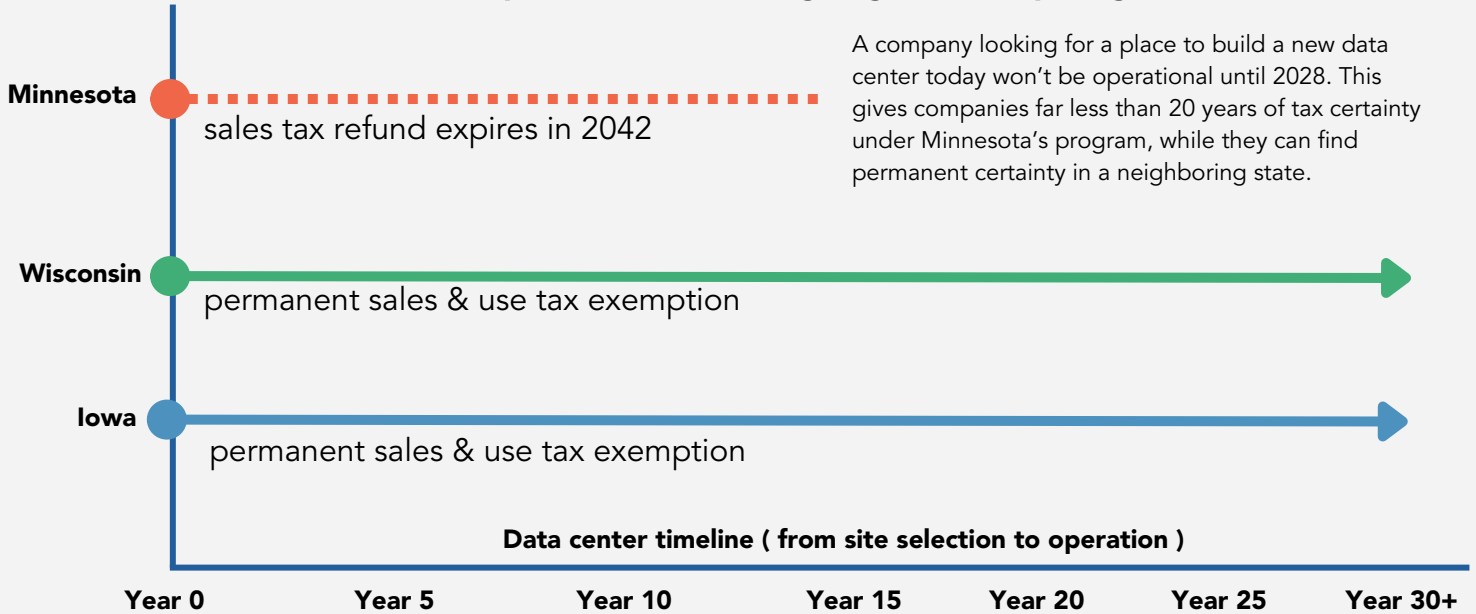 A company looking for a place to build a new data
center today won’t be operational until 2028. This
gives companies far less than 20 years of tax certainty
under Minnesota’s program, while they can find
permanent certainty in a neighboring state.
Minnesota
sales tax refund expires in 2042
Wisconsin
permanent sales & use tax exemption
Iowa
permanent sales & use tax exemption
Data center timeline ( from site selection to operation )
Year 0 Year 5 Year 10 Year 15 Year 20 Year 25 Year 30+